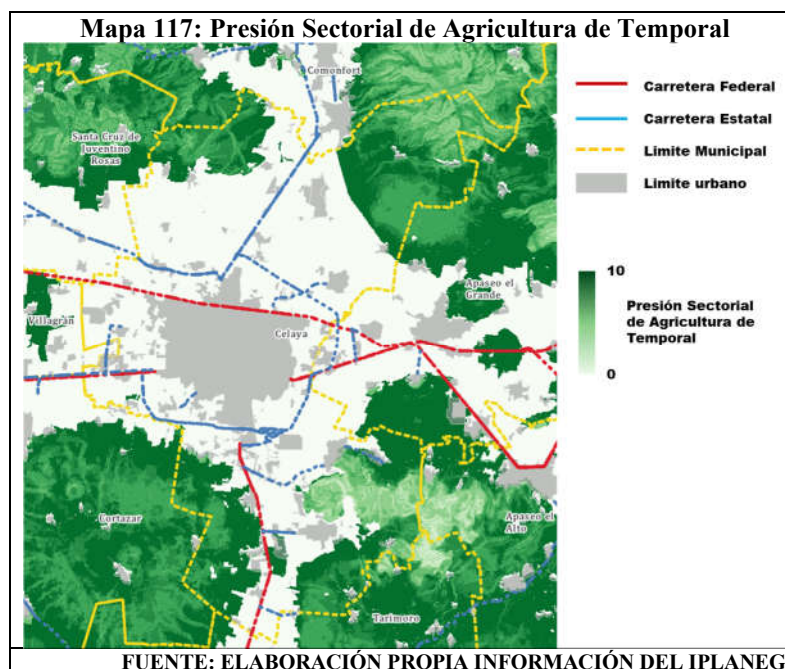 Mapa 117: Presión Sectorial de Agricultura de Temporal
Comonfort
Santa Cruz de
Juventino
Rosas
Apaseo el
Grande
Villagrán
Celaya
Cortazar
Apaseo el
Alto
Tarimoro
Carretera Federal
Carretera Estatal
Limite Municipal
Limite urbano
10
Presión Sectorial
de Agricultura de
Temporal
0
FUENTE: ELABORACIÓN PROPIA INFORMACIÓN DEL IPLANEG